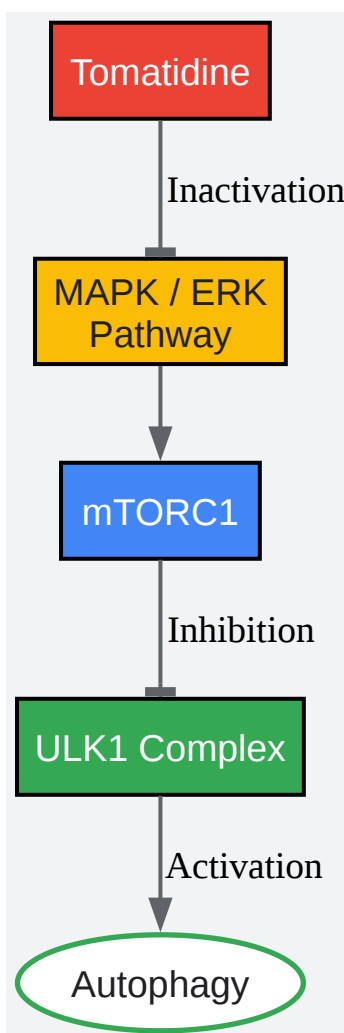 Tomatidine
Inactivation
MAPK / ERK
Pathway
mTORC1
Inhibition
ULK1 Complex
Activation
Autophagy